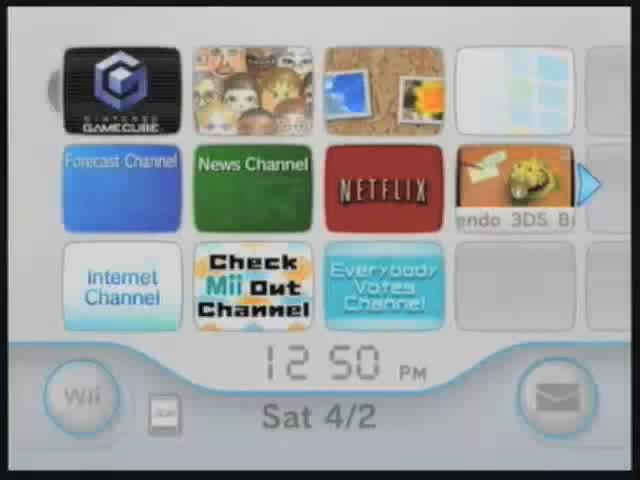 NINTENDO
GAMECUBE
Forecast Channel
News Channel
NETFLIX
endo 3DS B
Internet
Channel
Check
Mii Out
Channel
Everybody
Votes
Channel
12 50 PM
Wii
Sat 4/2